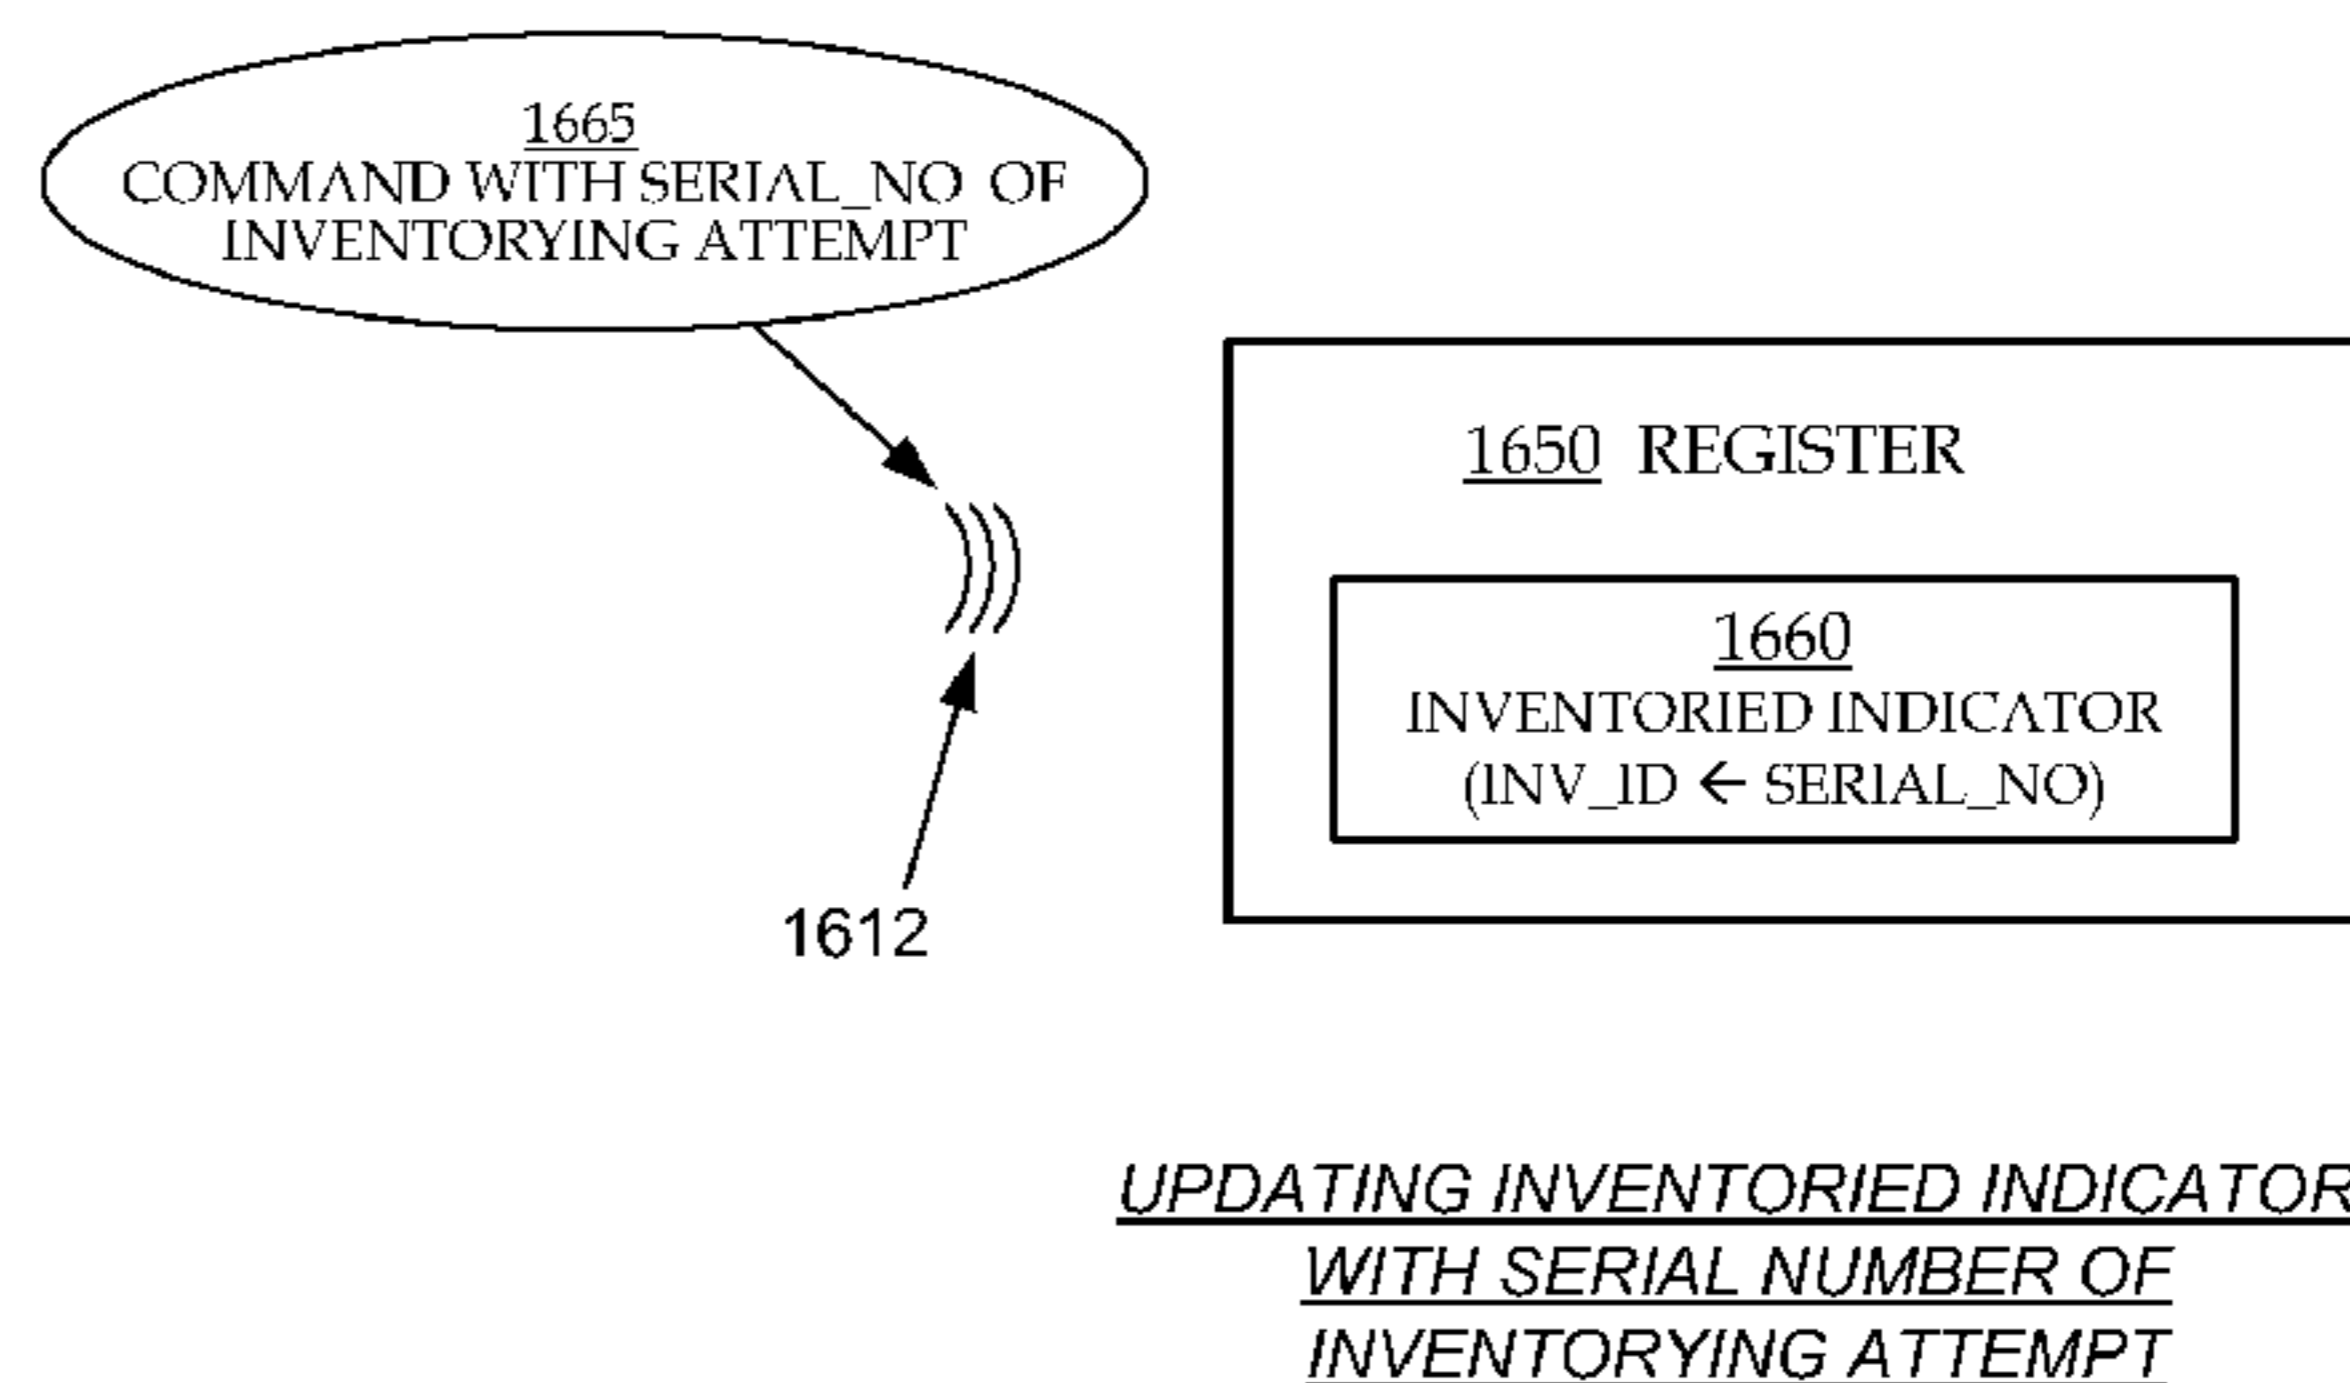 1665
COMMAND WITH SERIAL_NO OF
INVENTORYING ATTEMPT
1650 REGISTER
1660
INVENTORIED INDICATOR
(INV_ID ← SERIAL_NO)
1612
UPDATING INVENTORIED INDICATOR
WITH SERIAL NUMBER OF
INVENTORYING ATTEMPT